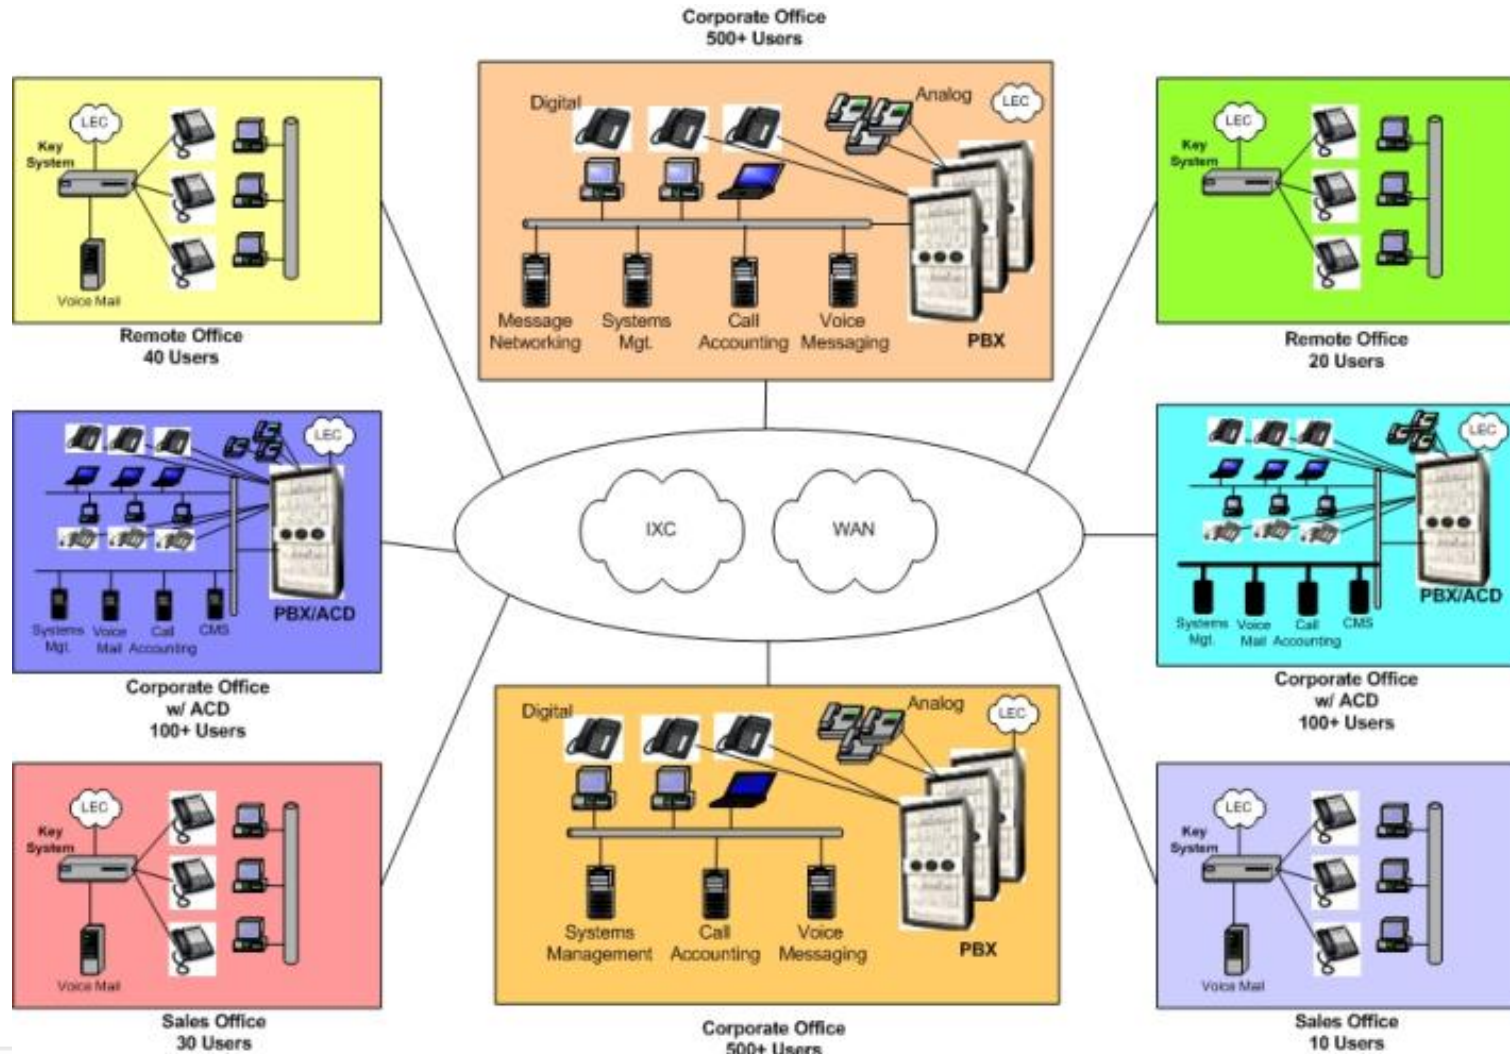 Corporate Office
500+ Users
Digital
Analog
LEC
Message
Networking
Systems
Mgt.
Call
Accounting
Voice
Messaging
PBX
LEC
Key
System
Voice Mail
Remote Office
40 Users
LEC
Key
System
Remote Office
20 Users
LEC
PBX/ACD
Systems
Mgt.
Voice
Mail
Call
Accounting
CMS
Corporate Office
w/ ACD
100+ Users
IXC
WAN
LEC
PBX/ACD
Systems
Mgt.
Voice
Mail
Call
Accounting
CMS
Corporate Office
w/ ACD
100+ Users
LEC
Key
System
Voice Mail
Sales Office
30 Users
Digital
Analog
LEC
Systems
Management
Call
Accounting
Voice
Messaging
PBX
Corporate Office
500+ Users
LEC
Key
System
Voice Mail
Sales Office
10 Users